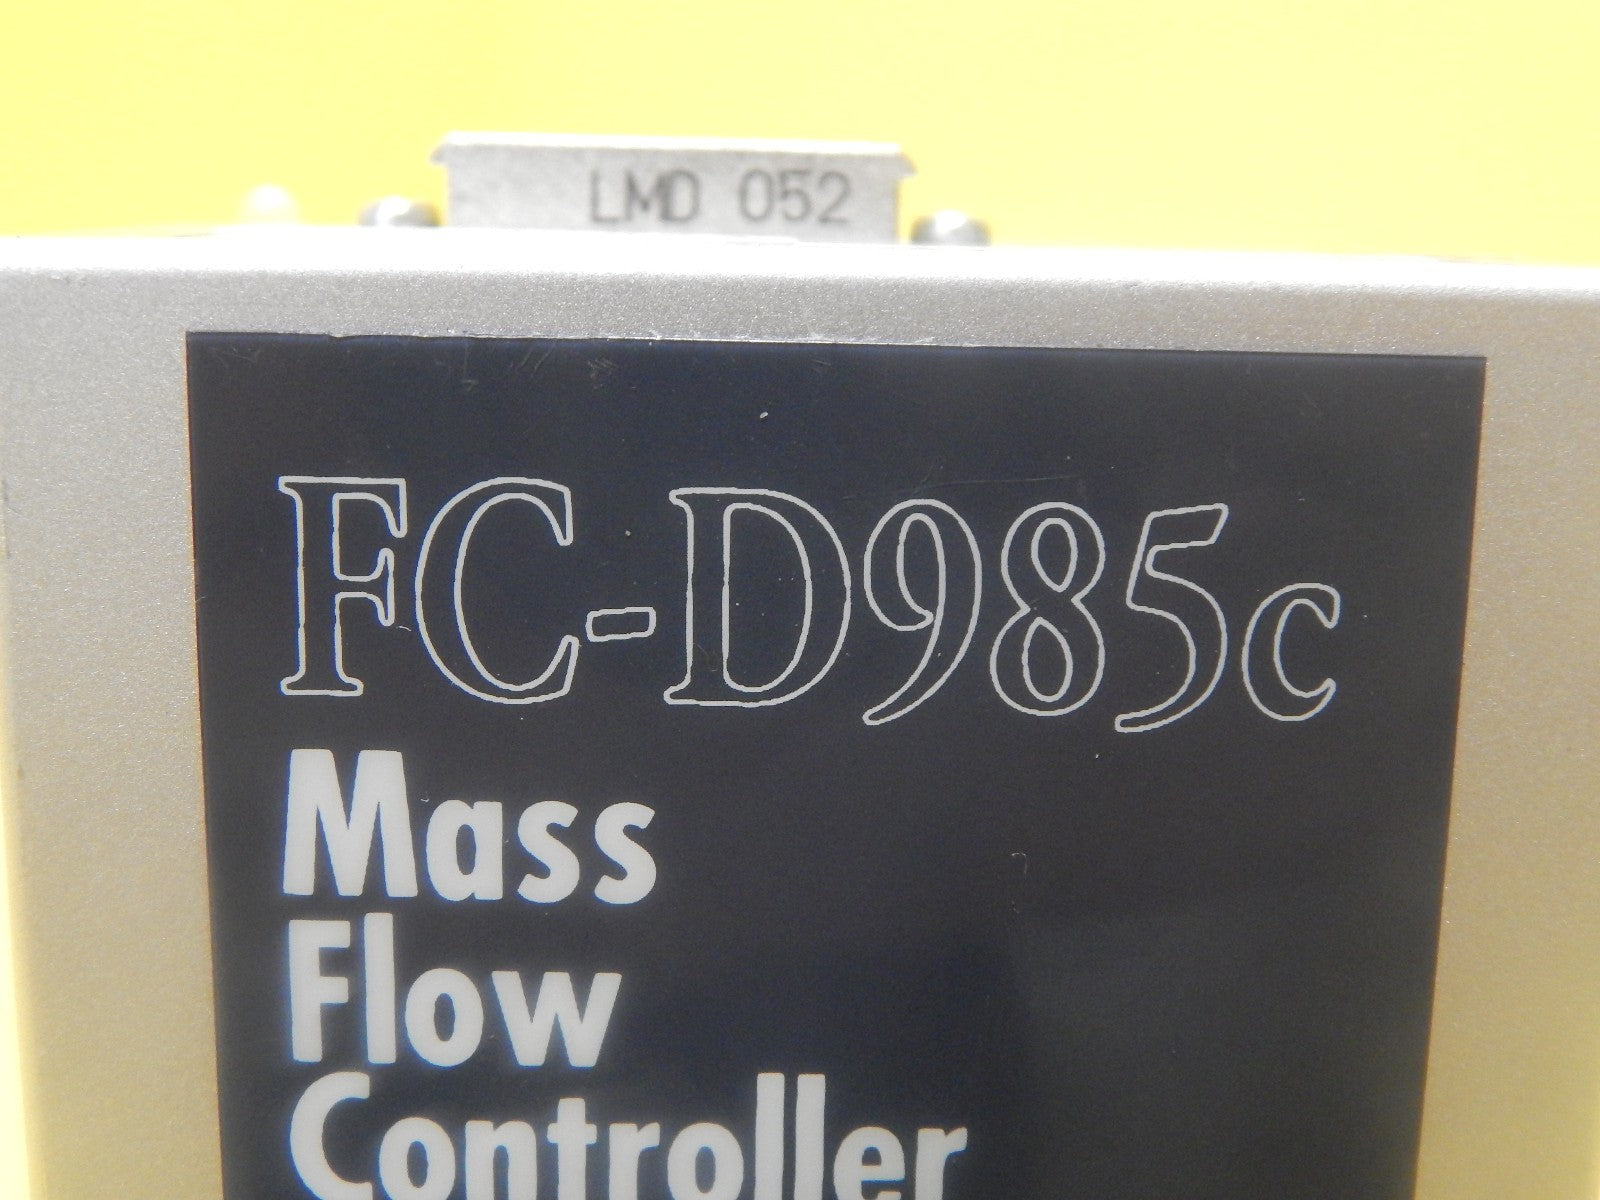 LMD 052
FC-D985c
Mass
Flow
Controller